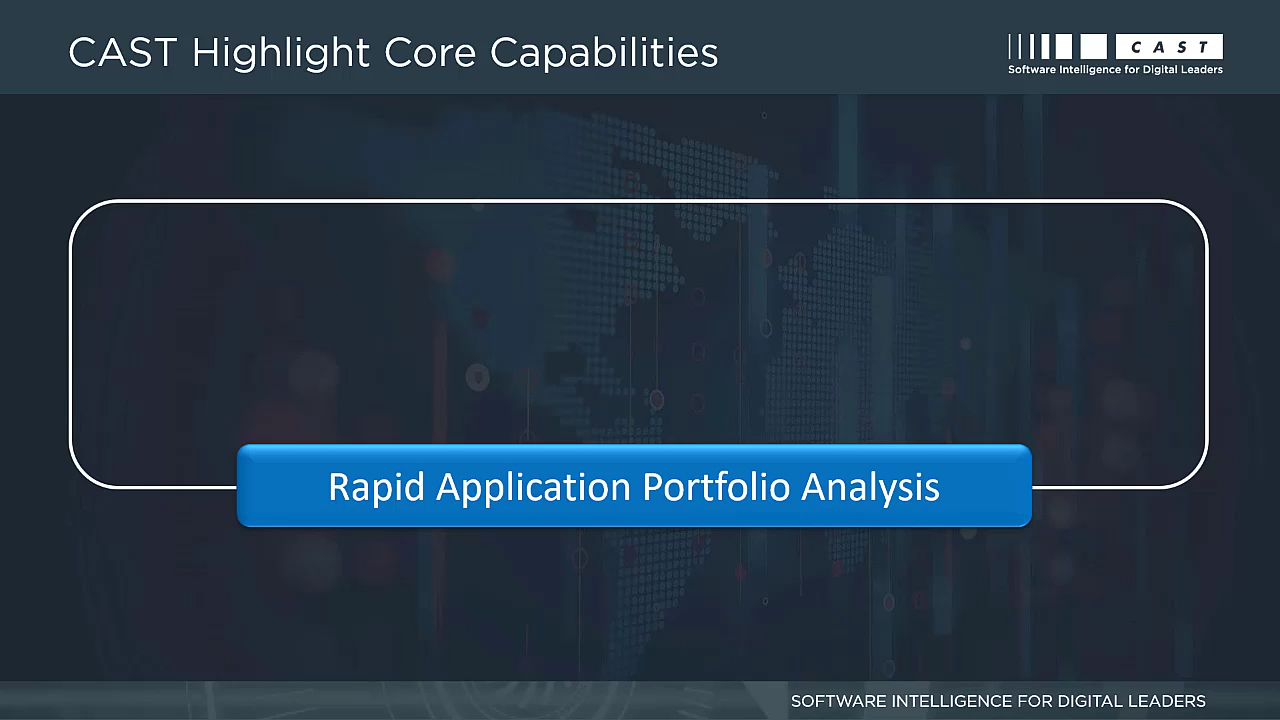 CAST Highlight Core Capabilities
CAST
Software Intelligence for Digital Leaders
Rapid Application Portfolio Analysis
SOFTWARE INTELLIGENCE FOR DIGITAL LEADERS